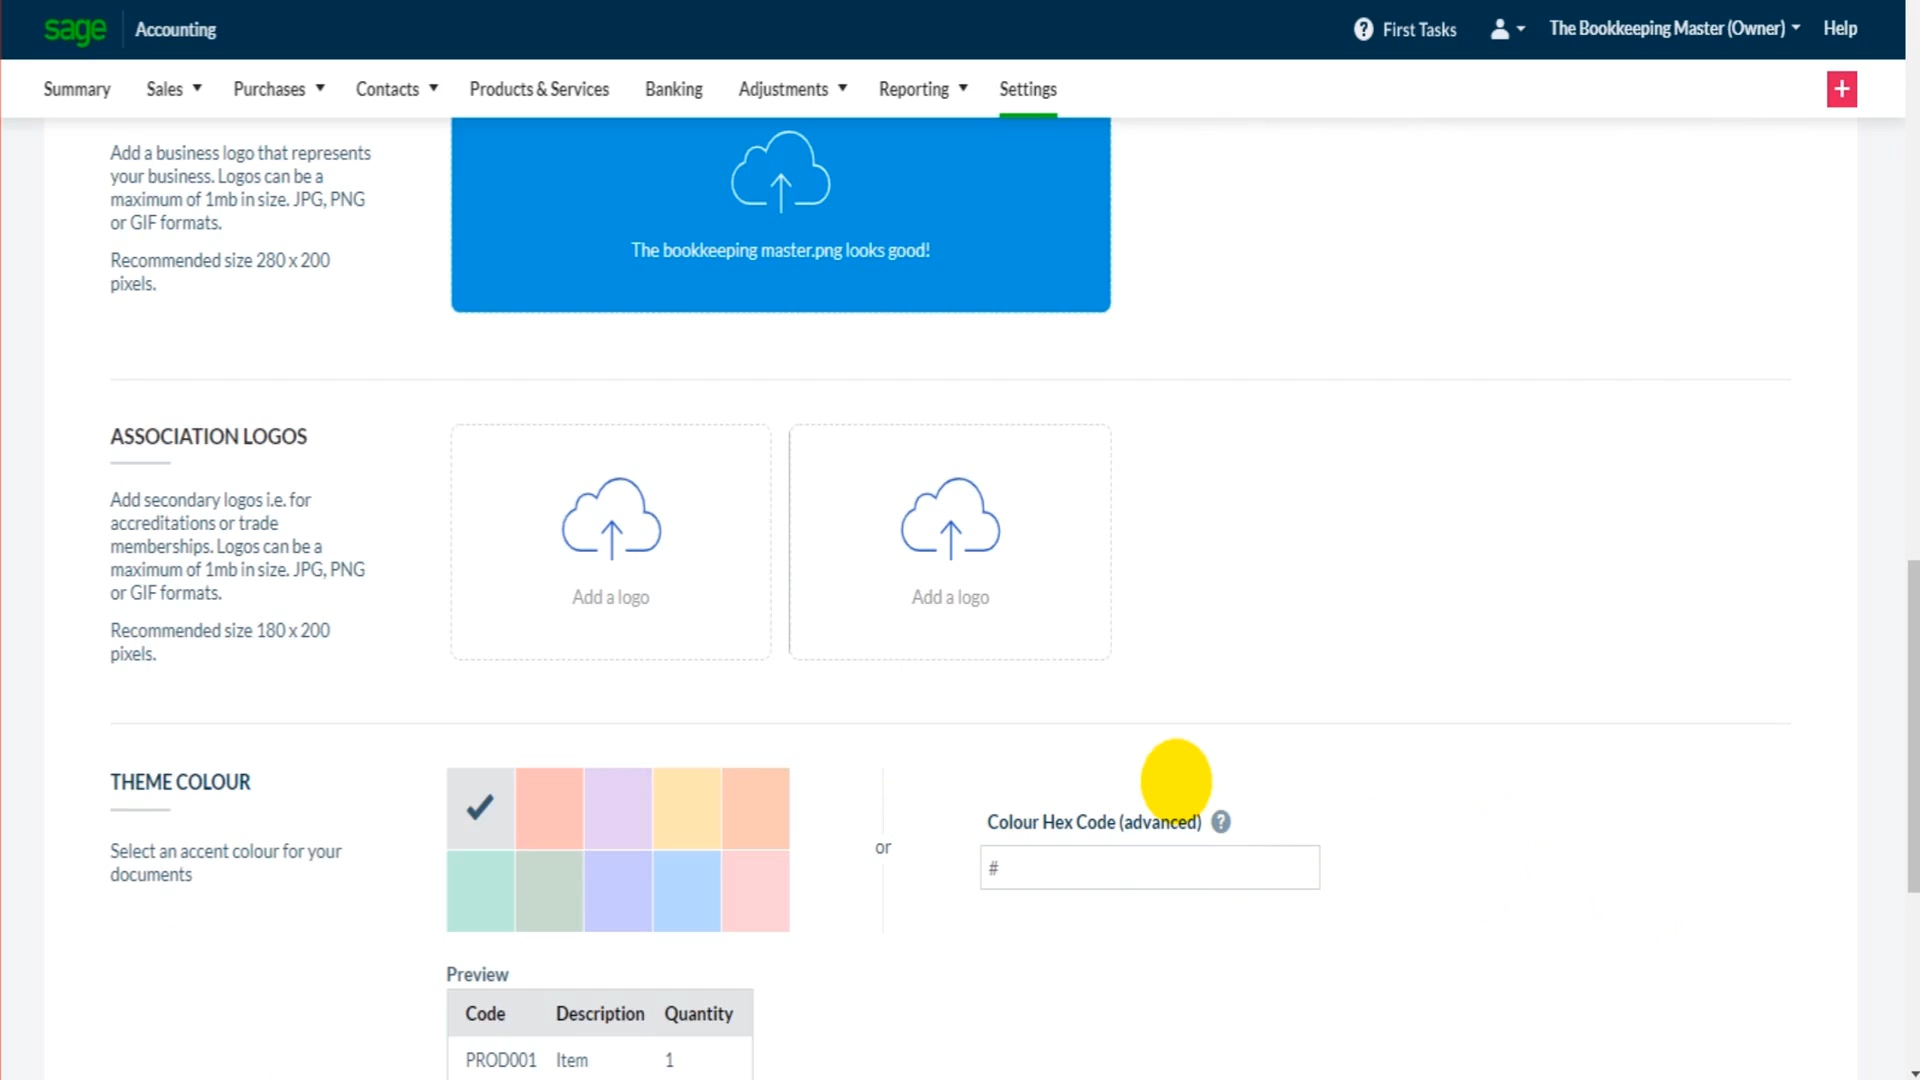 sage Accounting First Tasks The Bookkeeping Master (Owner) Help
Summary Sales Purchases Contacts Products & Services Banking Adjustments Reporting Settings +
Add a business logo that represents
your business. Logos can be a
maximum of 1mb in size. JPG, PNG
or GIF formats.
Recommended size 280 x 200
pixels.
The bookkeeping master.png looks good!
ASSOCIATION LOGOS
Add secondary logos i.e. for
accreditations or trade
memberships. Logos can be a
maximum of 1mb in size. JPG, PNG
or GIF formats.
Recommended size 180 x 200
pixels.
Add a logo
Add a logo
THEME COLOUR
Select an accent colour for your
documents
or
Colour Hex Code (advanced) ?
#
Preview
Code Description Quantity
PROD001 Item 1